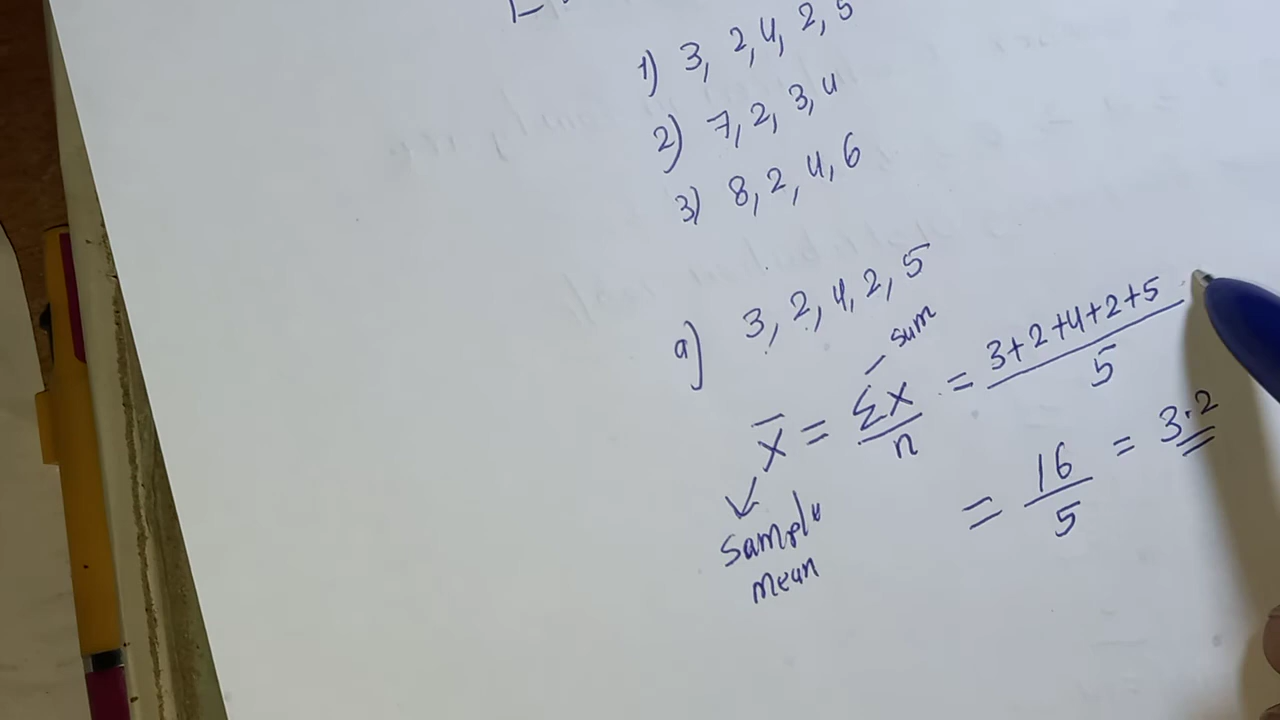 1) 3, 2, 4, 2, 5
2) 7, 2, 3, 4
3) 8, 2, 4, 6
a) 3, 2, 4, 2, 5
sum
x̄ = Σx/n = 3+2+4+2+5/5
= 16/5 = 3.2
Sample
mean